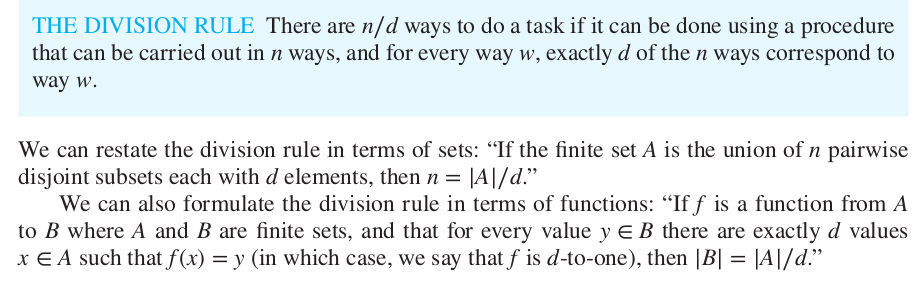 THE DIVISION RULE There are n/d ways to do a task if it can be done using a procedure
that can be carried out in n ways, and for every way w, exactly d of the n ways correspond to
way w.
We can restate the division rule in terms of sets: “If the finite set A is the union of n pairwise
disjoint subsets each with d elements, then n = |A|/d.”
We can also formulate the division rule in terms of functions: “If f is a function from A
to B where A and B are finite sets, and that for every value y ∈ B there are exactly d values
x ∈ A such that f(x) = y (in which case, we say that f is d-to-one), then |B| = |A|/d.”